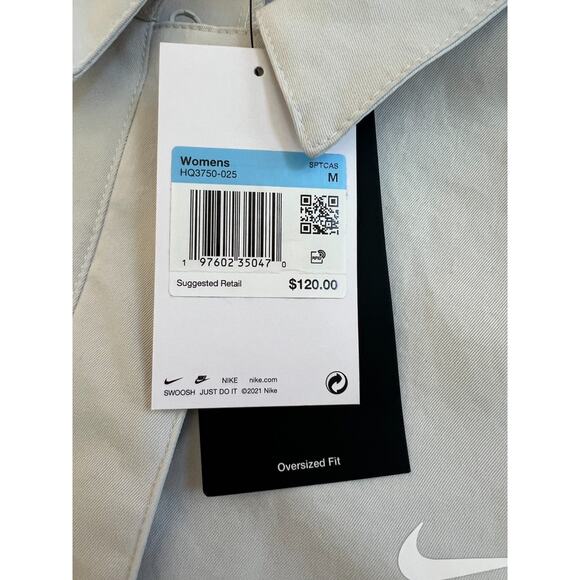 Womens
SPTCAS
HQ3750-025
M
1 97602 35047 0
Suggested Retail
$120.00
NIKE nike.com
SWOOSH JUST DO IT ©2021 Nike
Oversized Fit